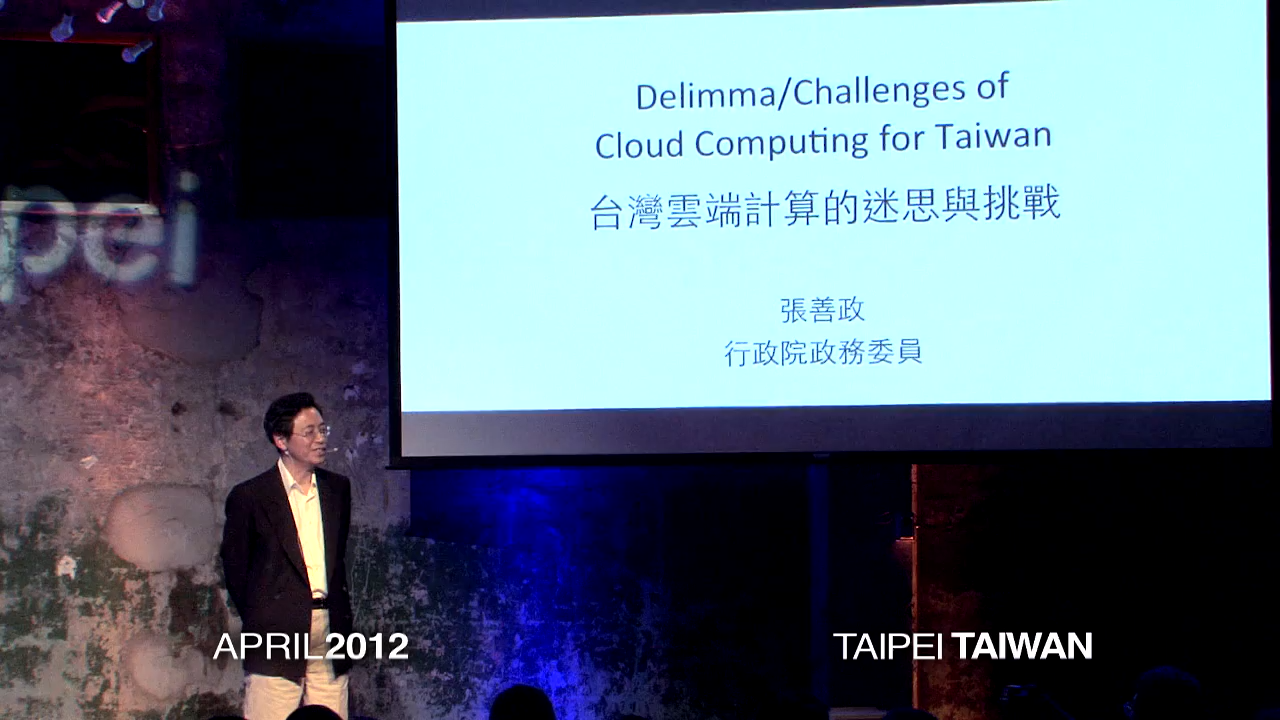 Delimma/Challenges of
Cloud Computing for Taiwan
台灣雲端計算的迷思與挑戰
張善政
行政院政務委員
pei
APRIL2012
TAIPEI TAIWAN